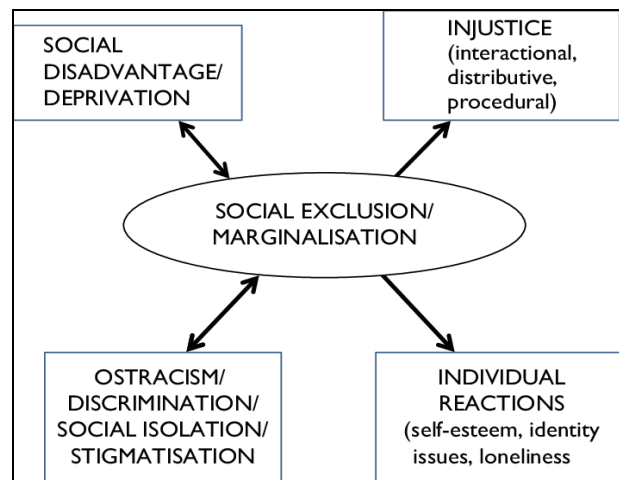 SOCIAL
DISADVANTAGE/
DEPRIVATION
INJUSTICE
(interactional,
distributive,
procedural)
SOCIAL EXCLUSION/
MARGINALISATION
OSTRACISM/
DISCRIMINATION/
SOCIAL ISOLATION/
STIGMATISATION
INDIVIDUAL
REACTIONS
(self-esteem, identity
issues, loneliness